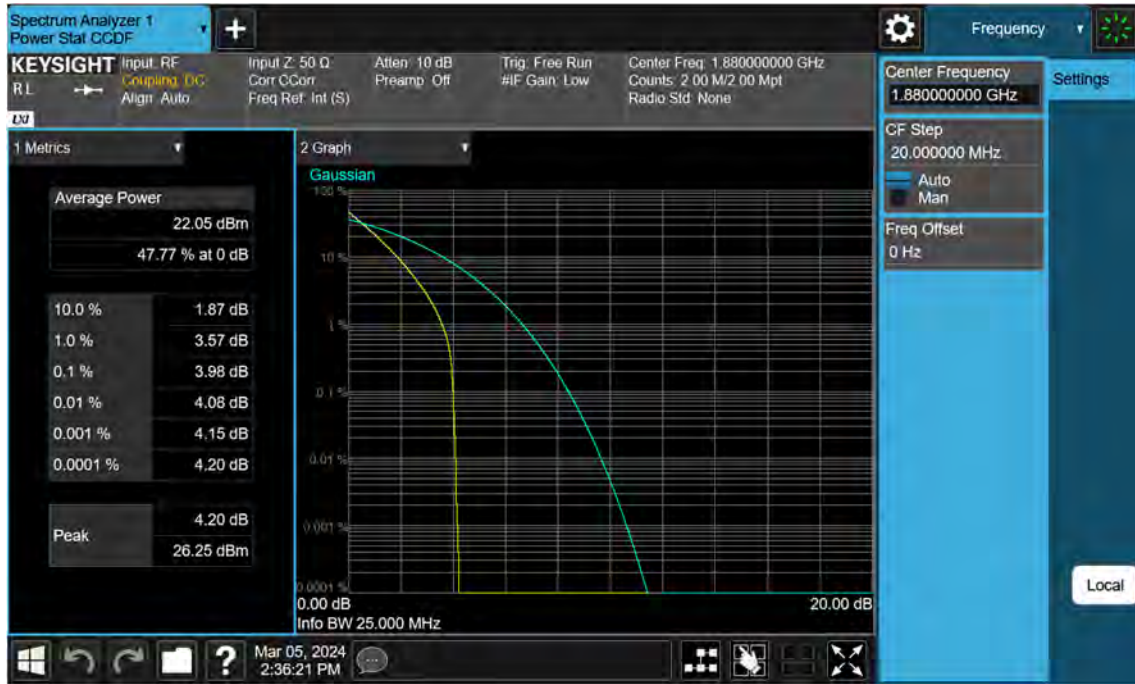 Spectrum Analyzer 1
Power Stat CCDF
+
Frequency
KEYSIGHT
RL
LXI
Input: RF
Coupling: DC
Align: Auto
Input Z: 50 Ω
Corr CCorr
Freq Ref: Int (S)
Atten: 10 dB
Preamp: Off
Trig: Free Run
#IF Gain: Low
Center Freq: 1.880000000 GHz
Counts: 2.00 M/2.00 Mpt
Radio Std: None
Center Frequency
1.880000000 GHz
Settings
CF Step
20.000000 MHz
Auto
Man
Freq Offset
0 Hz
1 Metrics
Average Power
22.05 dBm
47.77 % at 0 dB
10.0 % 1.87 dB
1.0 % 3.57 dB
0.1 % 3.98 dB
0.01 % 4.08 dB
0.001 % 4.15 dB
0.0001 % 4.20 dB
Peak
4.20 dB
26.25 dBm
2 Graph
Gaussian
100 %
10 %
1 %
0.1 %
0.01 %
0.001 %
0.0001 %
0.00 dB 20.00 dB
Info BW 25.000 MHz
Local
?
Mar 05, 2024
2:36:21 PM